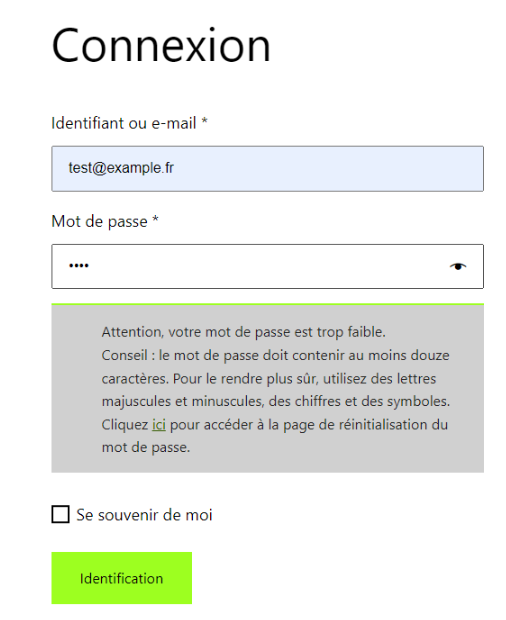 Connexion
Identifiant ou e-mail *
test@example.fr
Mot de passe *
••••
Attention, votre mot de passe est trop faible.
Conseil : le mot de passe doit contenir au moins douze
caractères. Pour le rendre plus sûr, utilisez des lettres
majuscules et minuscules, des chiffres et des symboles.
Cliquez ici pour accéder à la page de réinitialisation du
mot de passe.
Se souvenir de moi
Identification